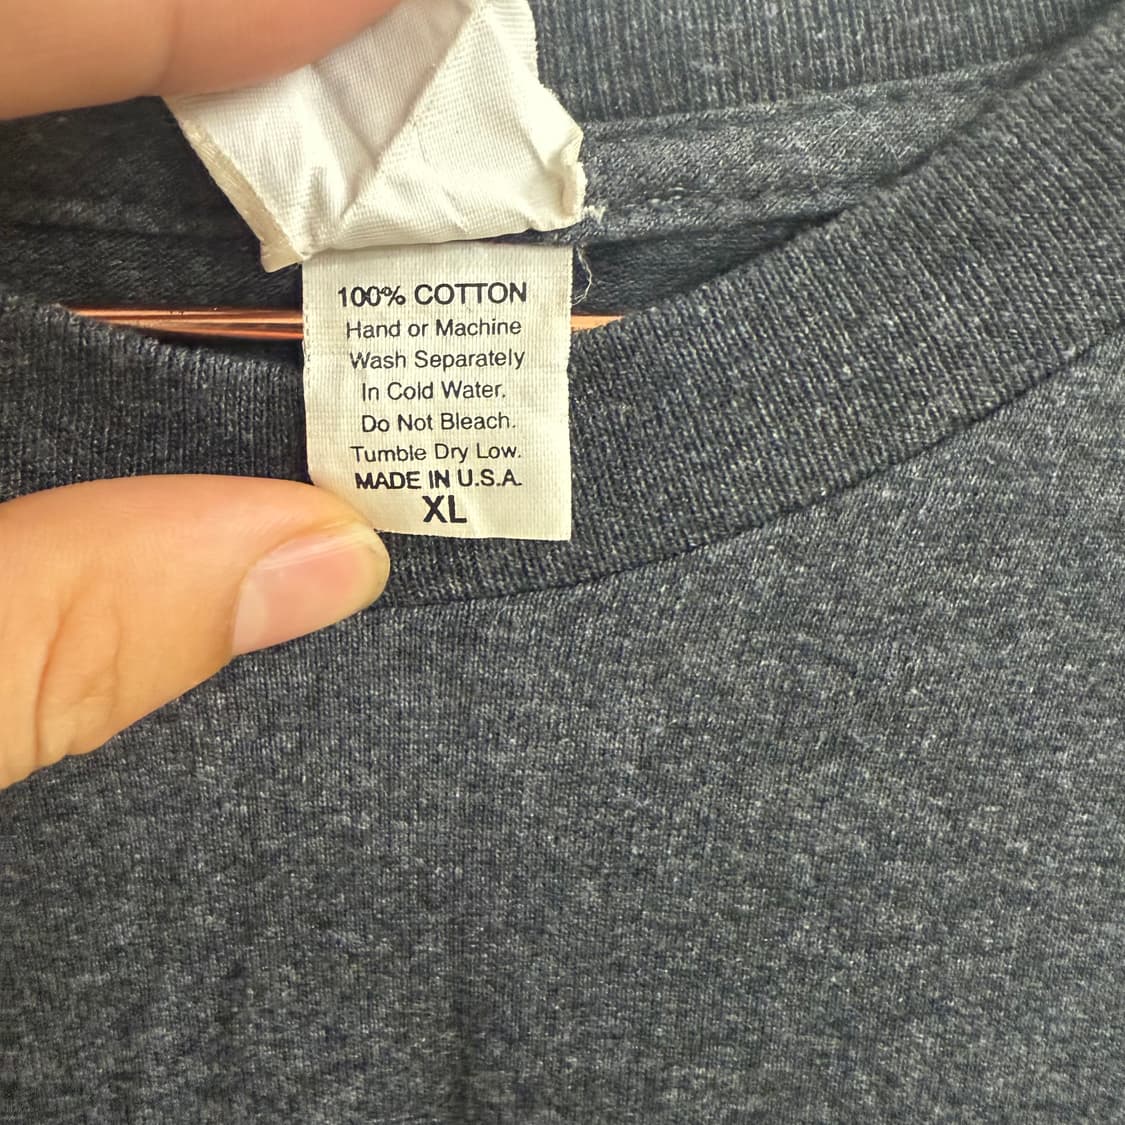 100% COTTON
Hand or Machine
Wash Separately
In Cold Water.
Do Not Bleach.
Tumble Dry Low.
MADE IN U.S.A.
XL